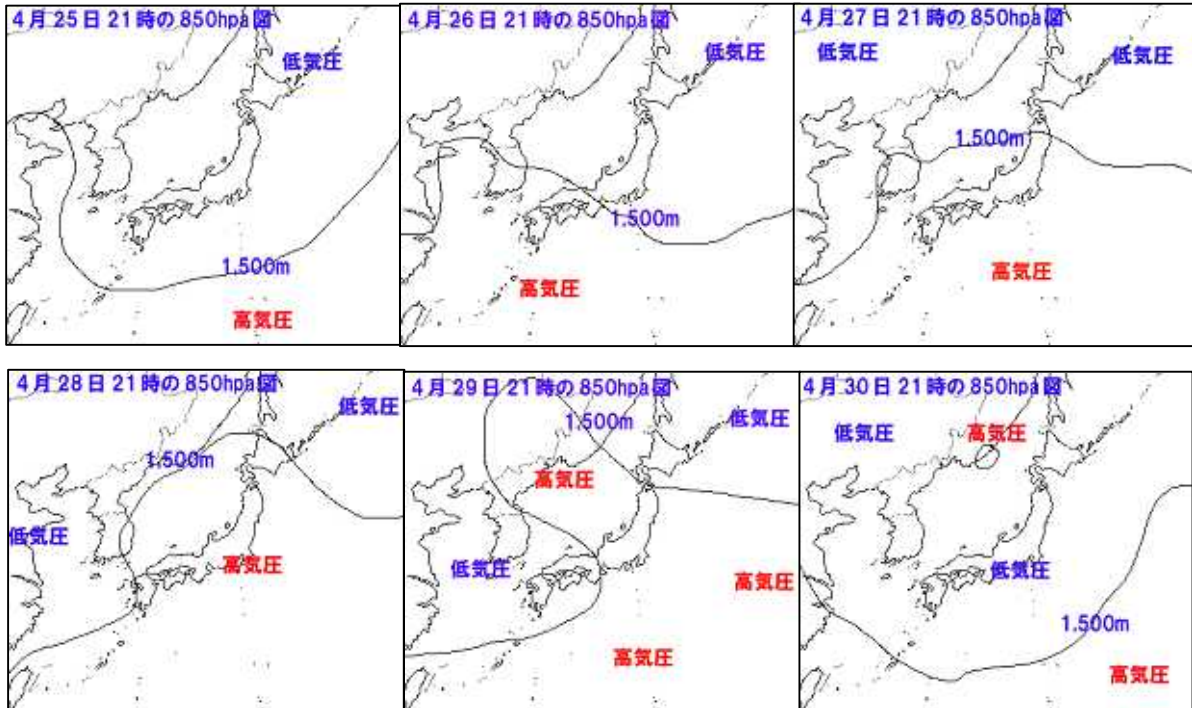 4月25日21時の850hpa図
低気圧
1.500m
高気圧
4月26日21時の850hpa図
低気圧
1.500m
高気圧
4月27日21時の850hpa図
低気圧
低気圧
1.500m
高気圧
4月28日21時の850hpa図
低気圧
1.500m
低気圧
高気圧
4月29日21時の850hpa図
1.500m
低気圧
高気圧
低気圧
高気圧
高気圧
4月30日21時の850hpa図
低気圧
高気圧
低気圧
1.500m
高気圧